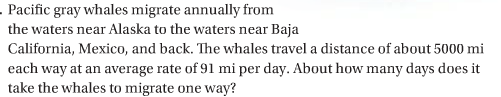 . Pacific gray whales migrate annually from
the waters near Alaska to the waters near Baja
California, Mexico, and back. The whales travel a distance of about 5000 mi
each way at an average rate of 91 mi per day. About how many days does it
take the whales to migrate one way?